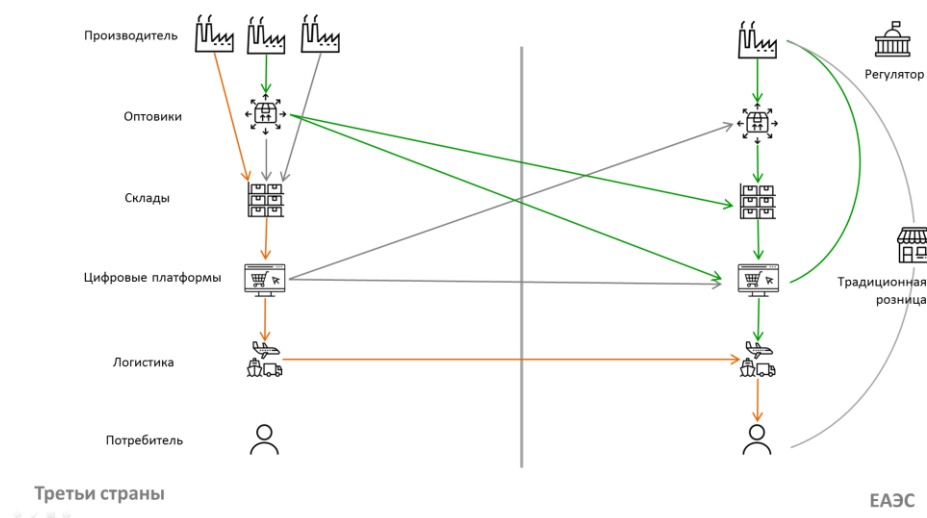 Производитель
Регулятор
Оптовики
Склады
Цифровые платформы
Традиционная
розница
Логистика
Потребитель
Третьи страны
ЕАЭС